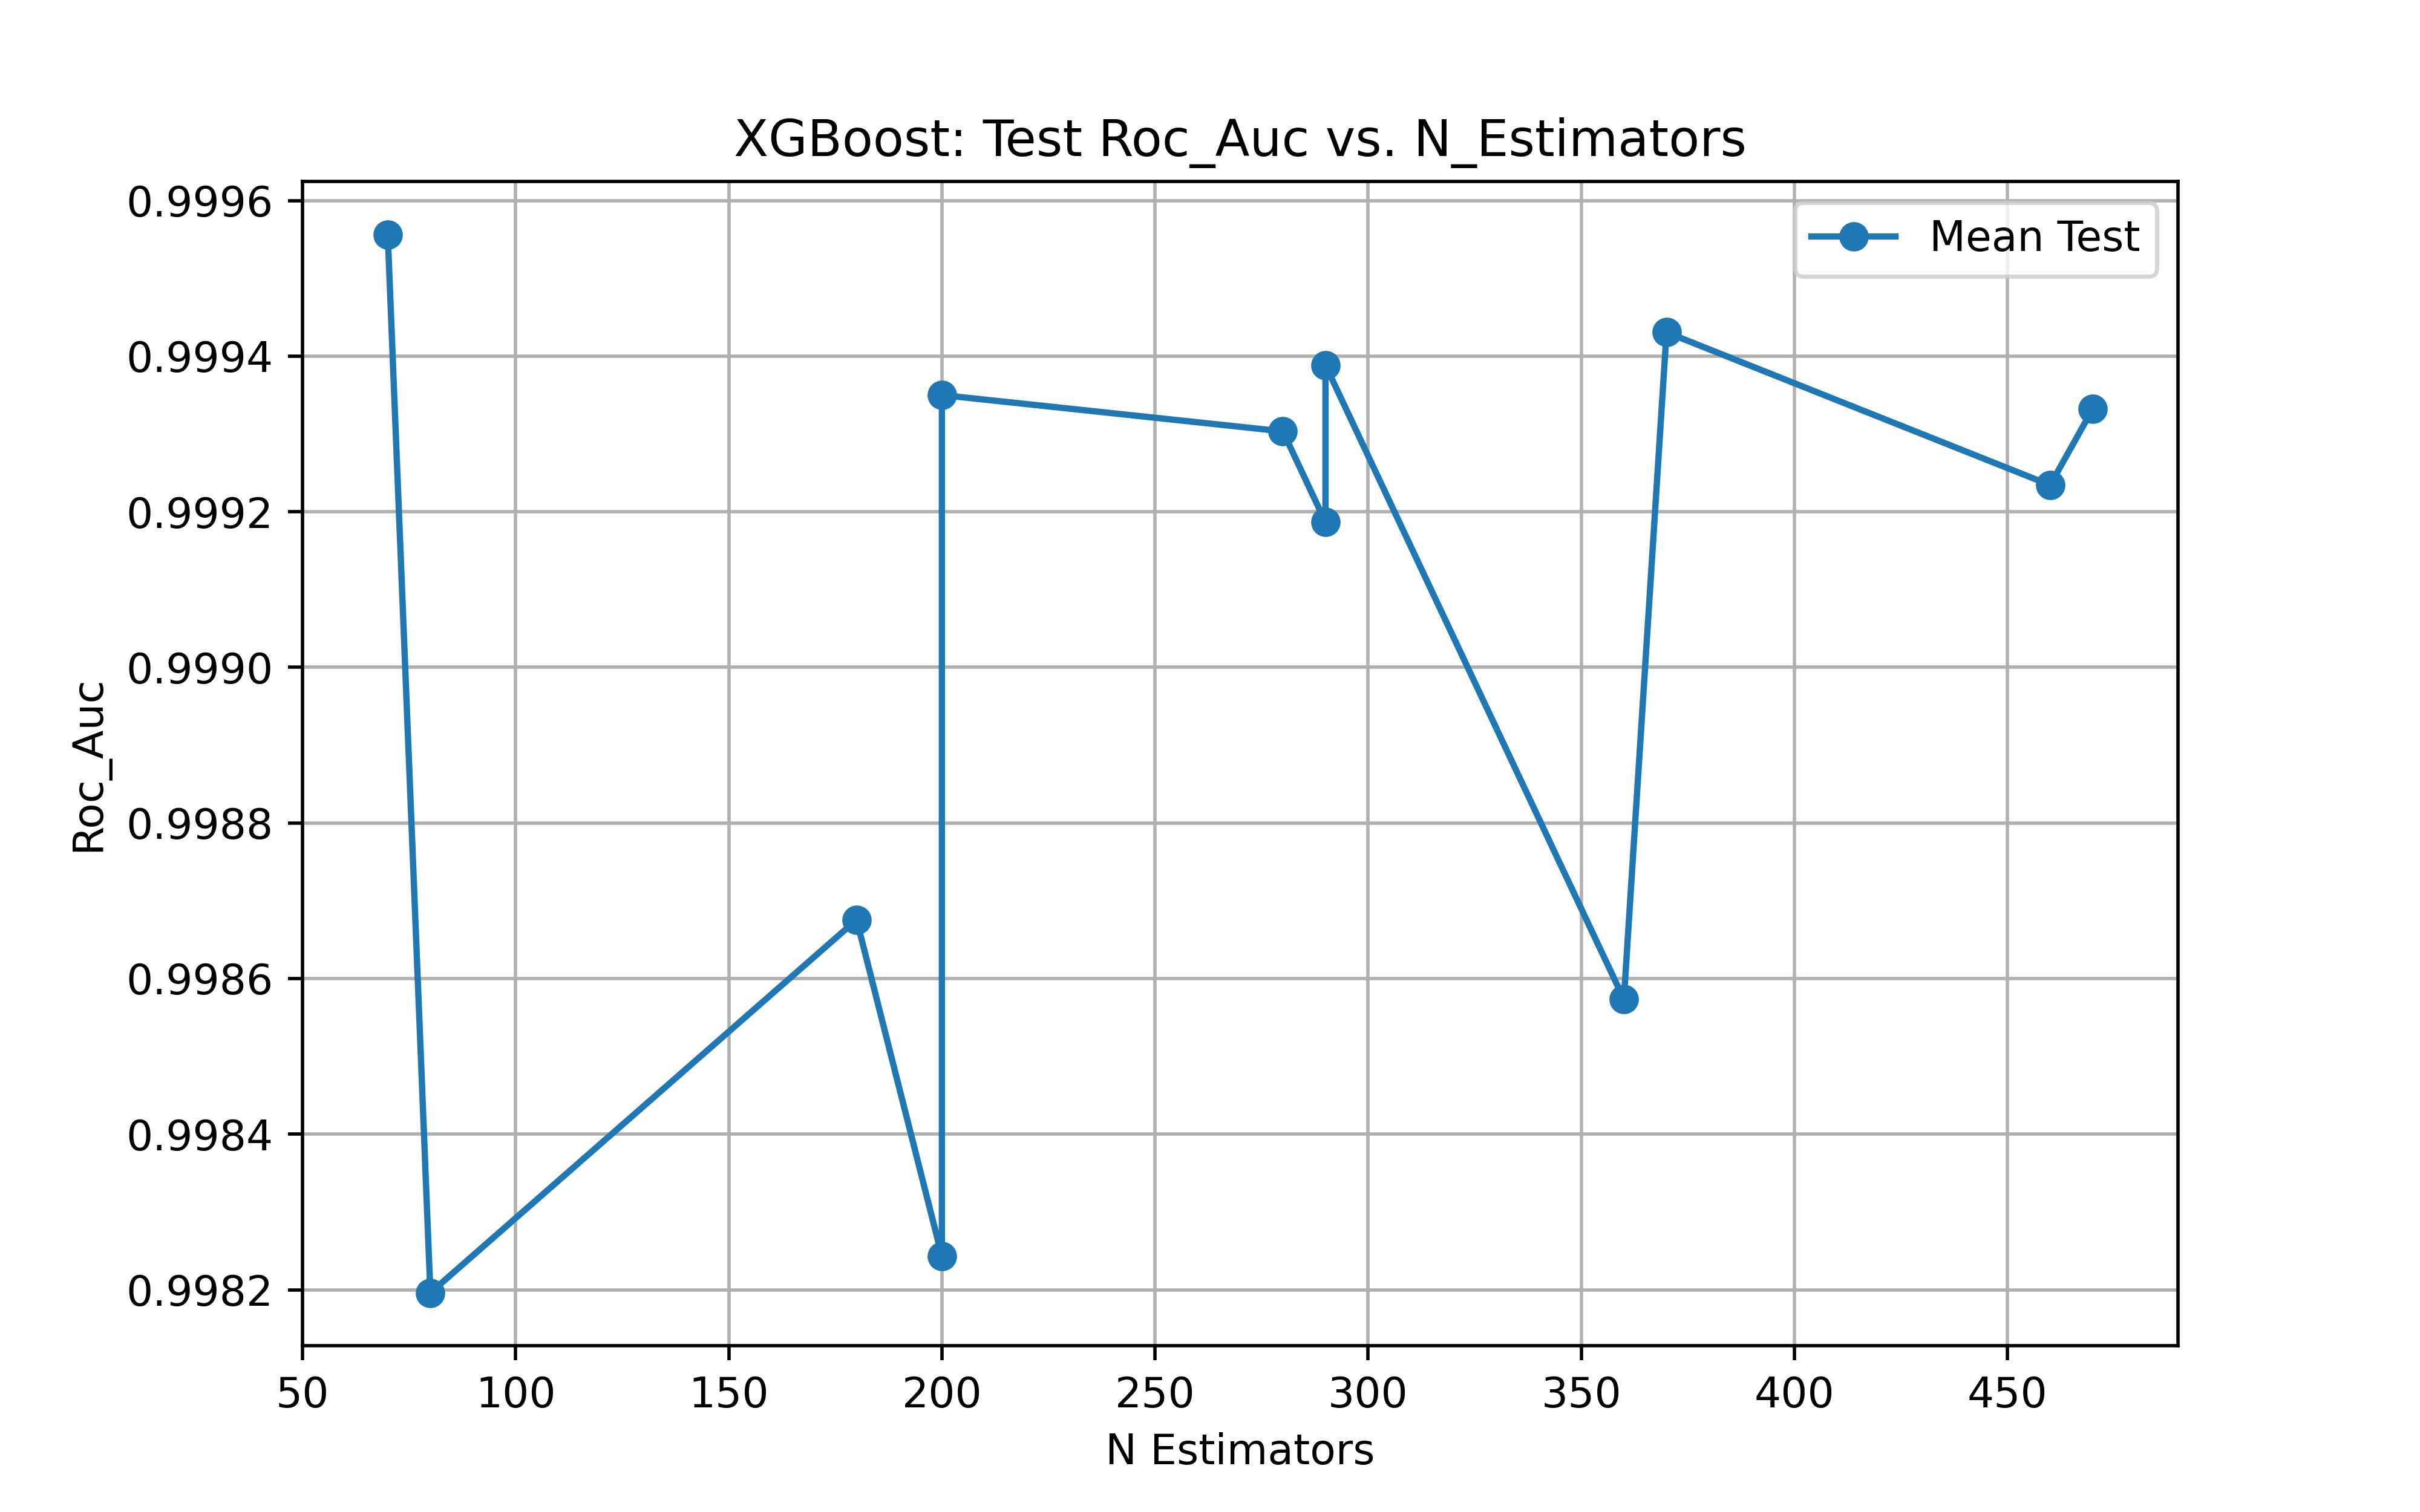 XGBoost: Test Roc_Auc vs. N_Estimators
Mean Test
0.9996
0.9994
0.9992
0.9990
0.9988
0.9986
0.9984
0.9982
Roc_Auc
50 100 150 200 250 300 350 400 450
N Estimators